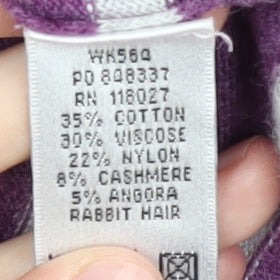 WK564
PO 848337
RN 118027
35% COTTON
30% VISCOSE
22% NYLON
8% CASHMERE
5% ANGORA
RABBIT HAIR